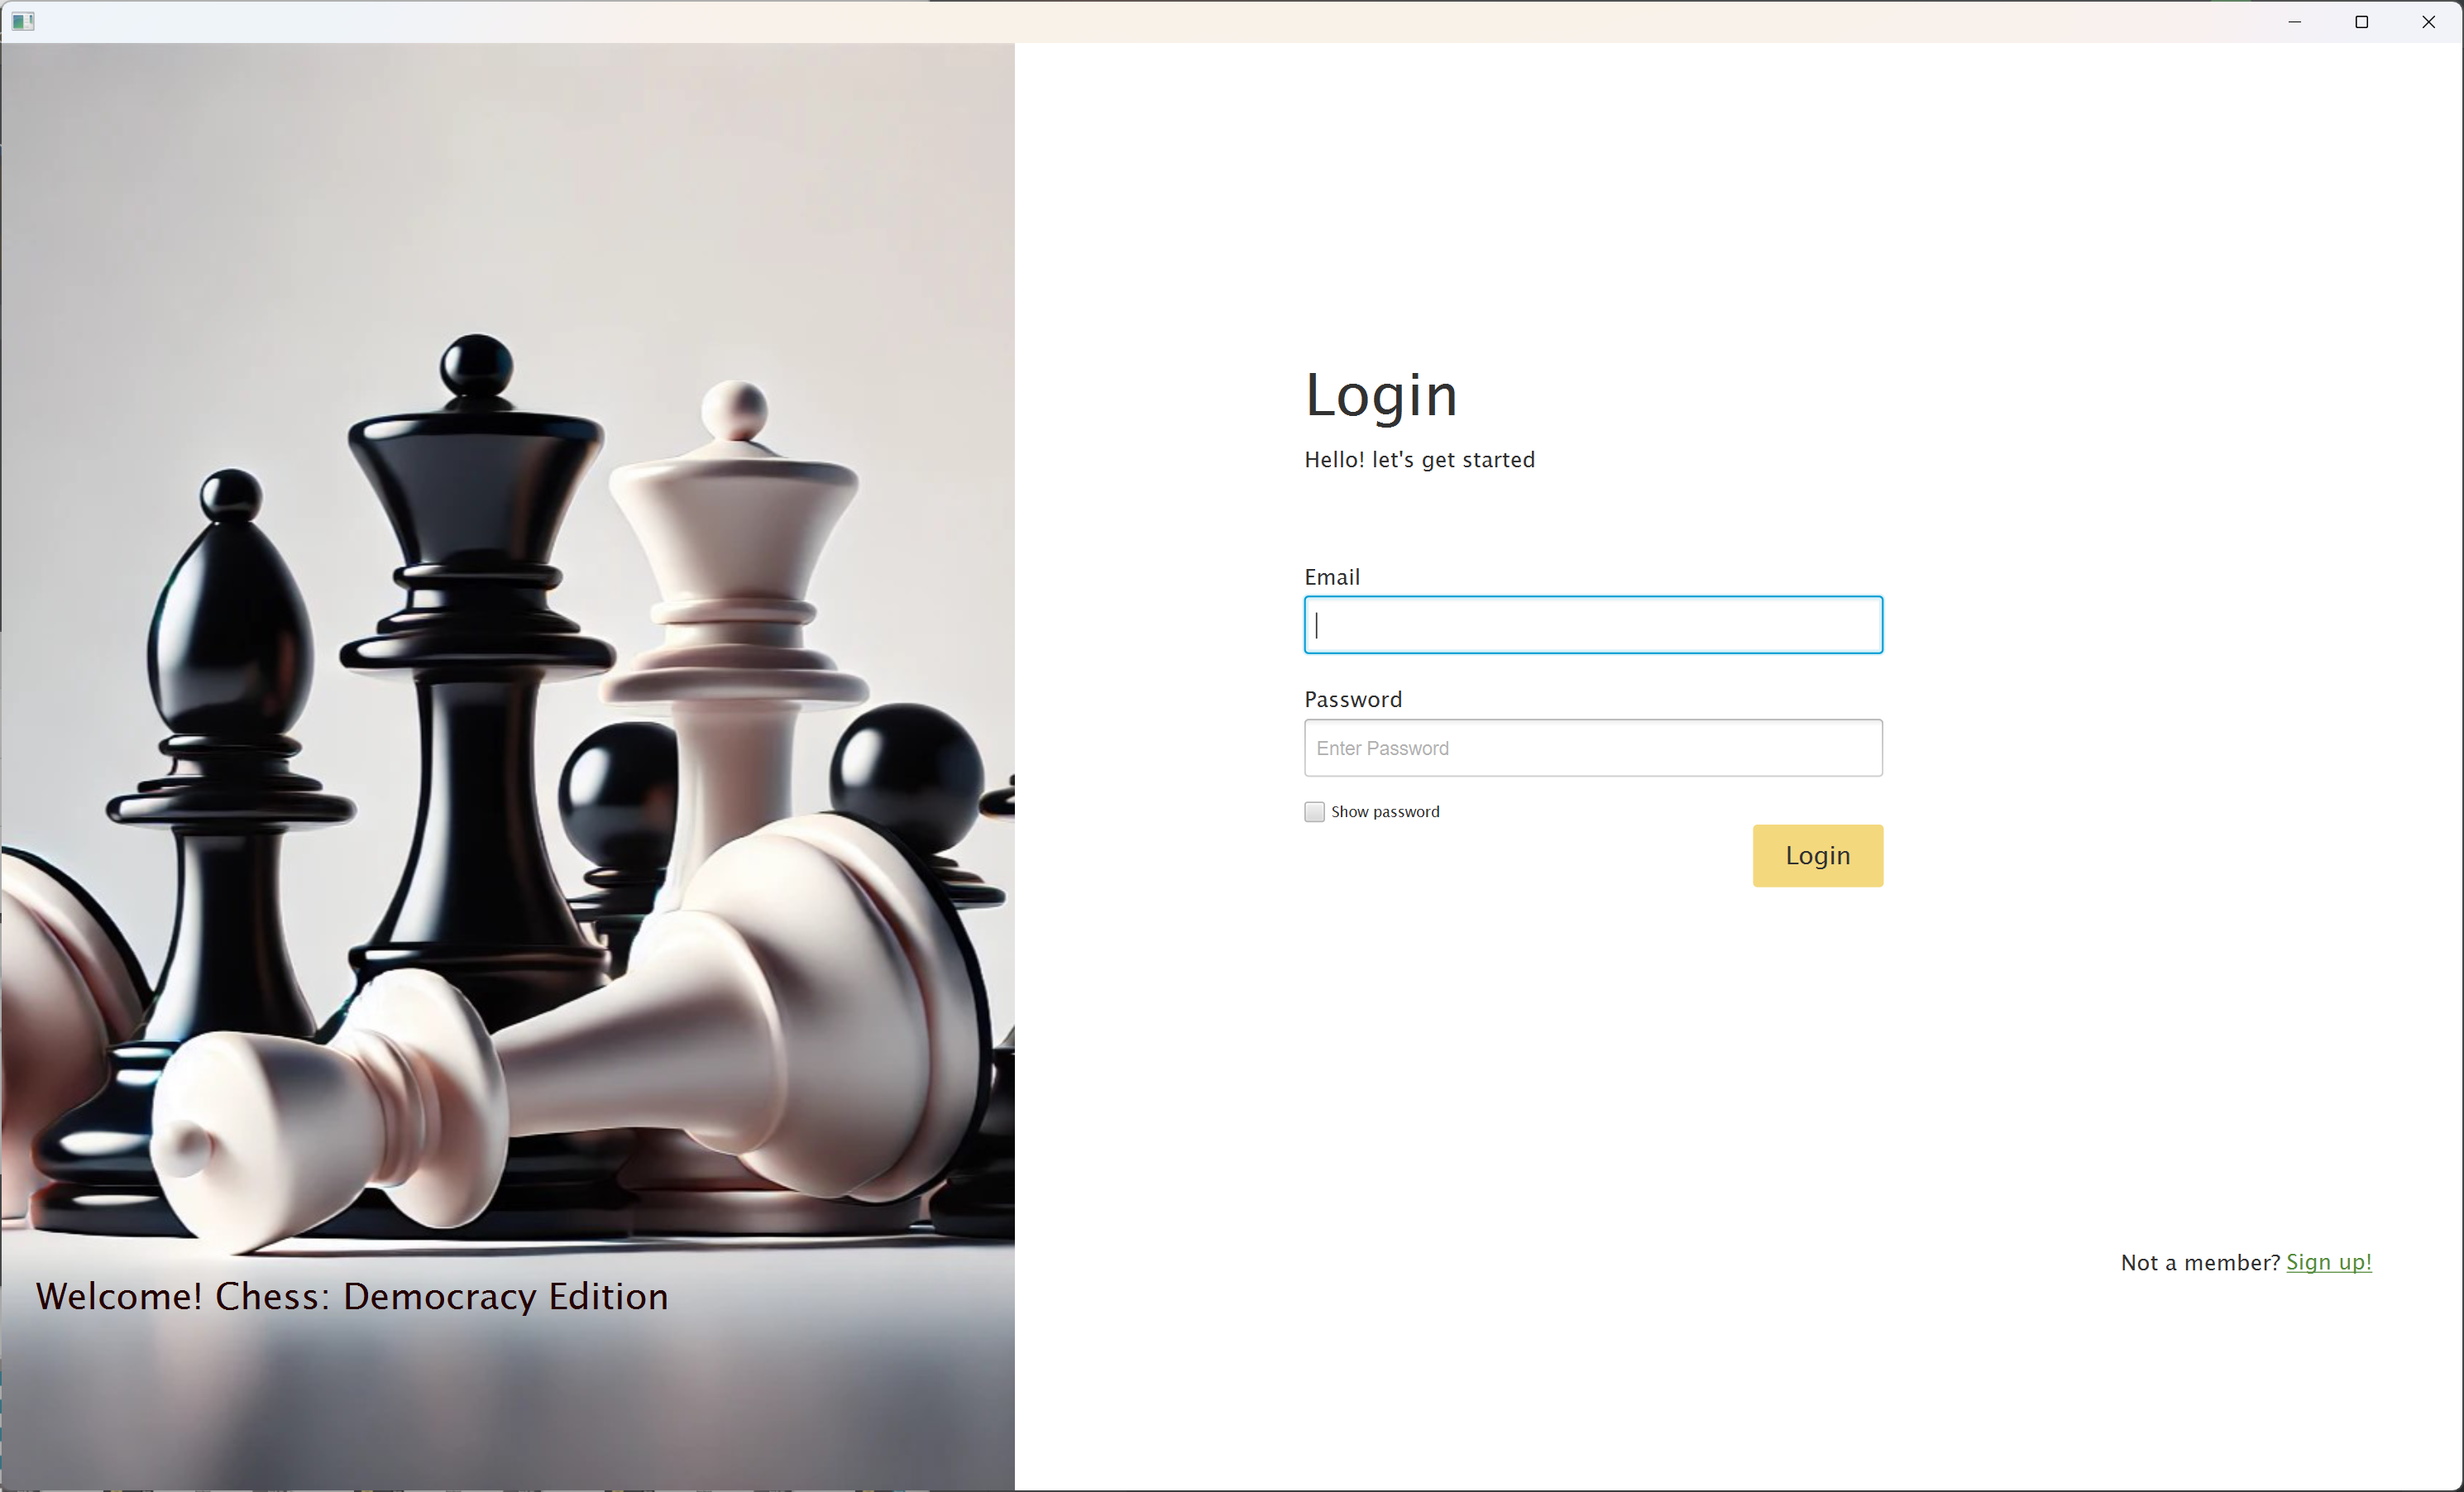 Welcome! Chess: Democracy Edition
Login
Hello! let's get started
Email
Password
Enter Password
Show password
Login
Not a member? Sign up!